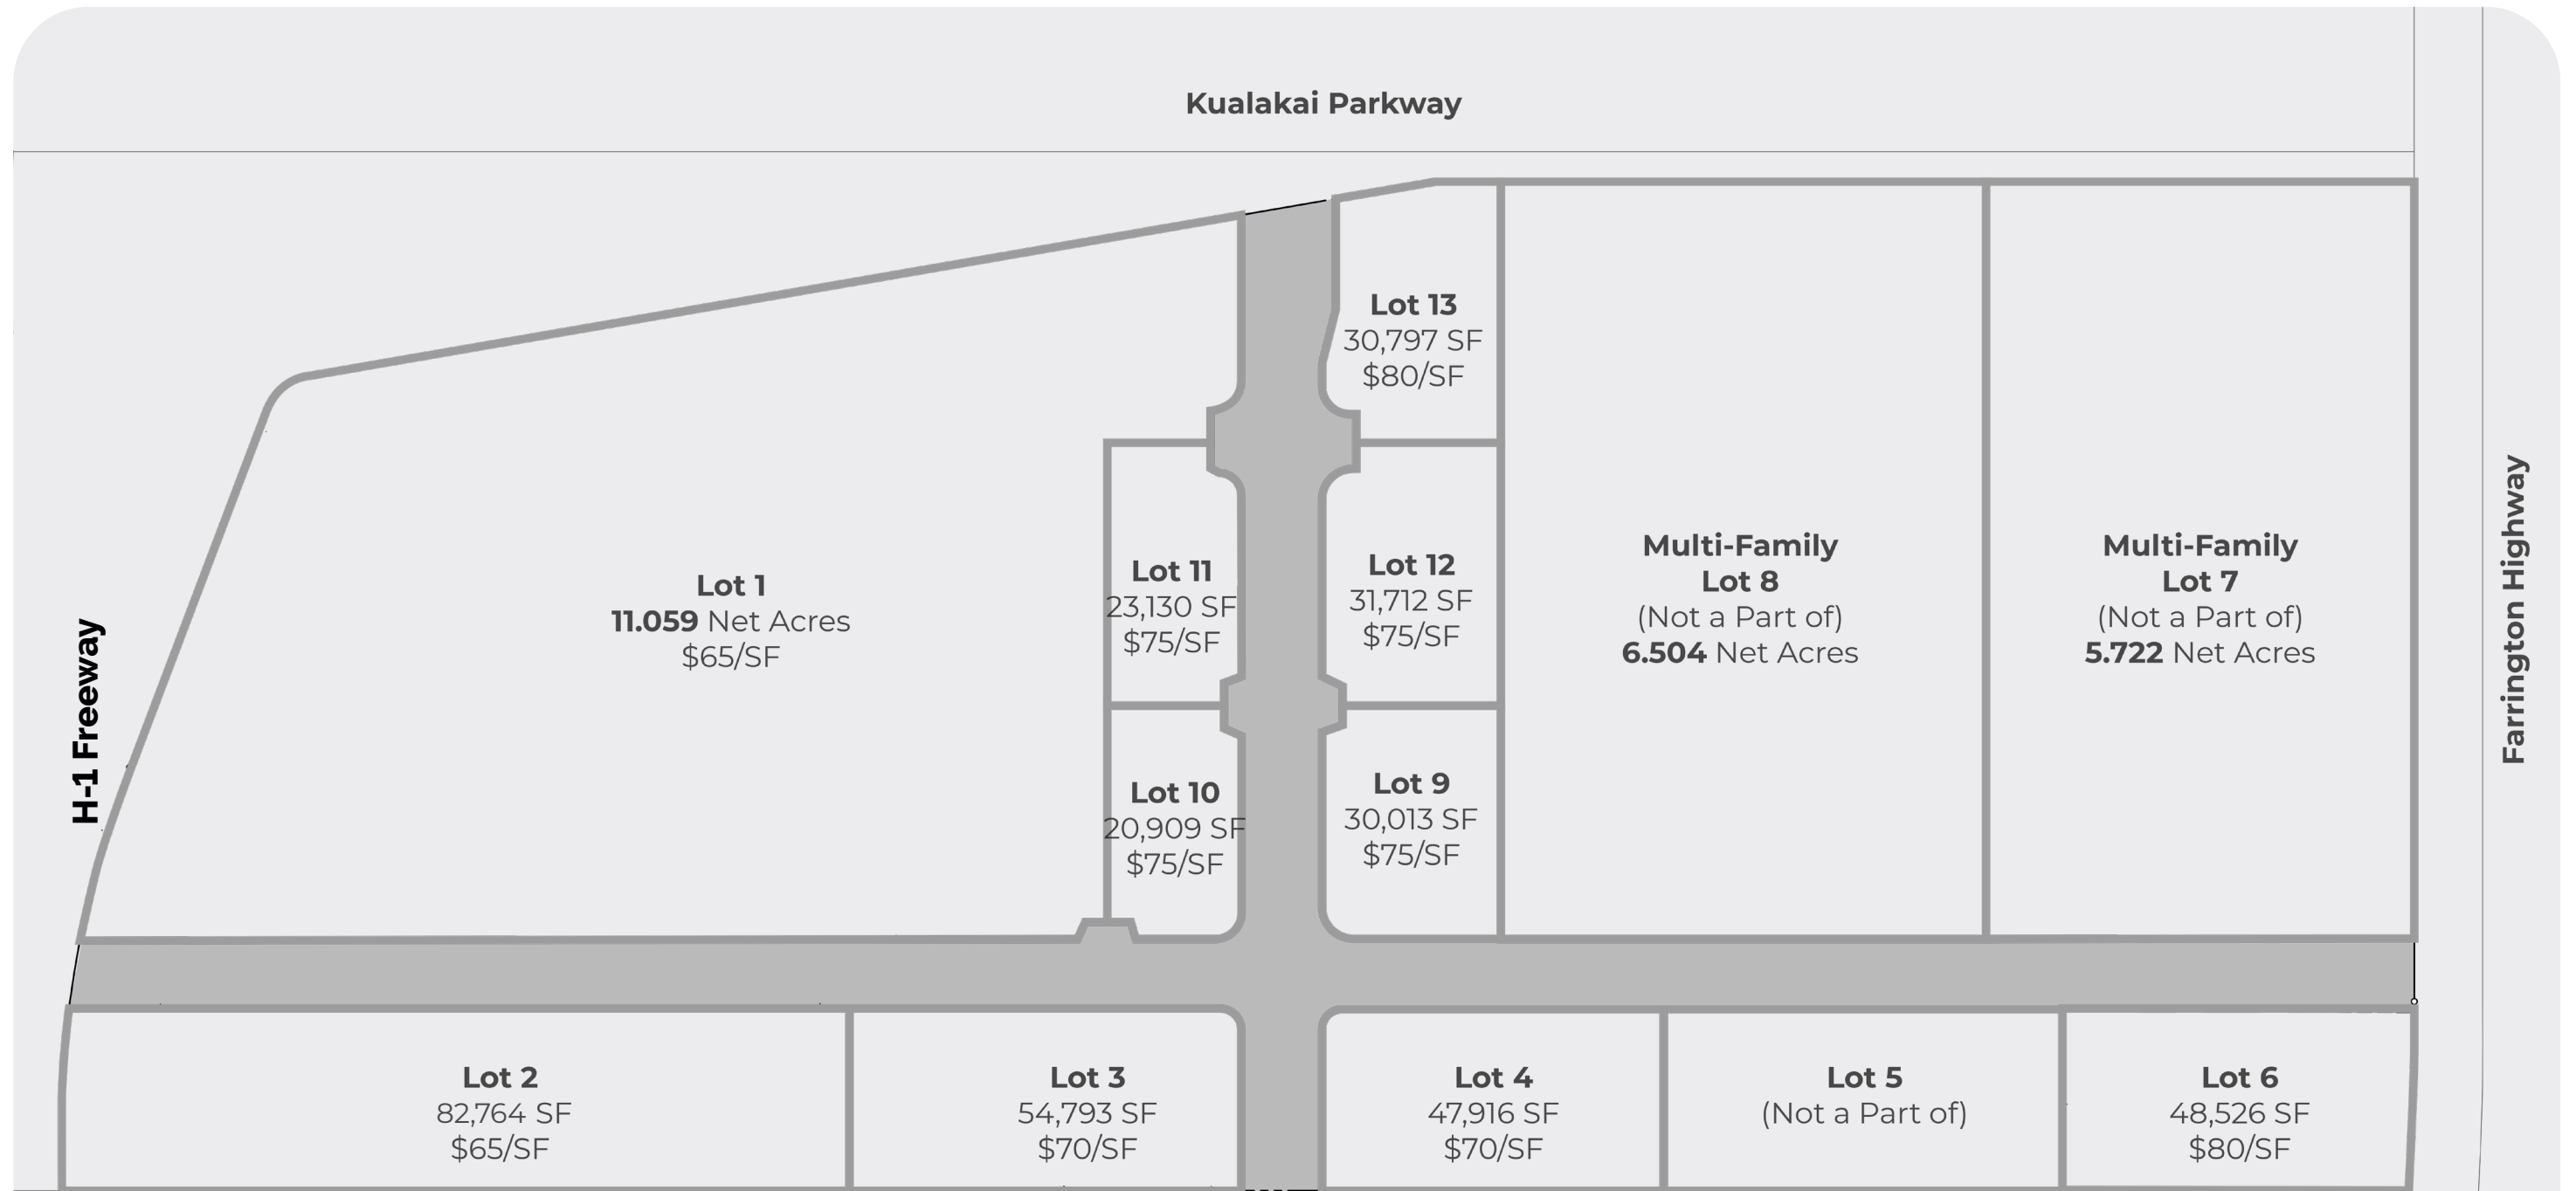 Kualakai Parkway
Lot 13
30,797 SF
$80/SF
Lot 1
11.059 Net Acres
$65/SF
Lot 11
23,130 SF
$75/SF
Lot 12
31,712 SF
$75/SF
Multi-Family
Lot 8
(Not a Part of)
6.504 Net Acres
Multi-Family
Lot 7
(Not a Part of)
5.722 Net Acres
Farrington Highway
H-1 Freeway
Lot 10
20,909 SF
$75/SF
Lot 9
30,013 SF
$75/SF
Lot 2
82,764 SF
$65/SF
Lot 3
54,793 SF
$70/SF
Lot 4
47,916 SF
$70/SF
Lot 5
(Not a Part of)
Lot 6
48,526 SF
$80/SF